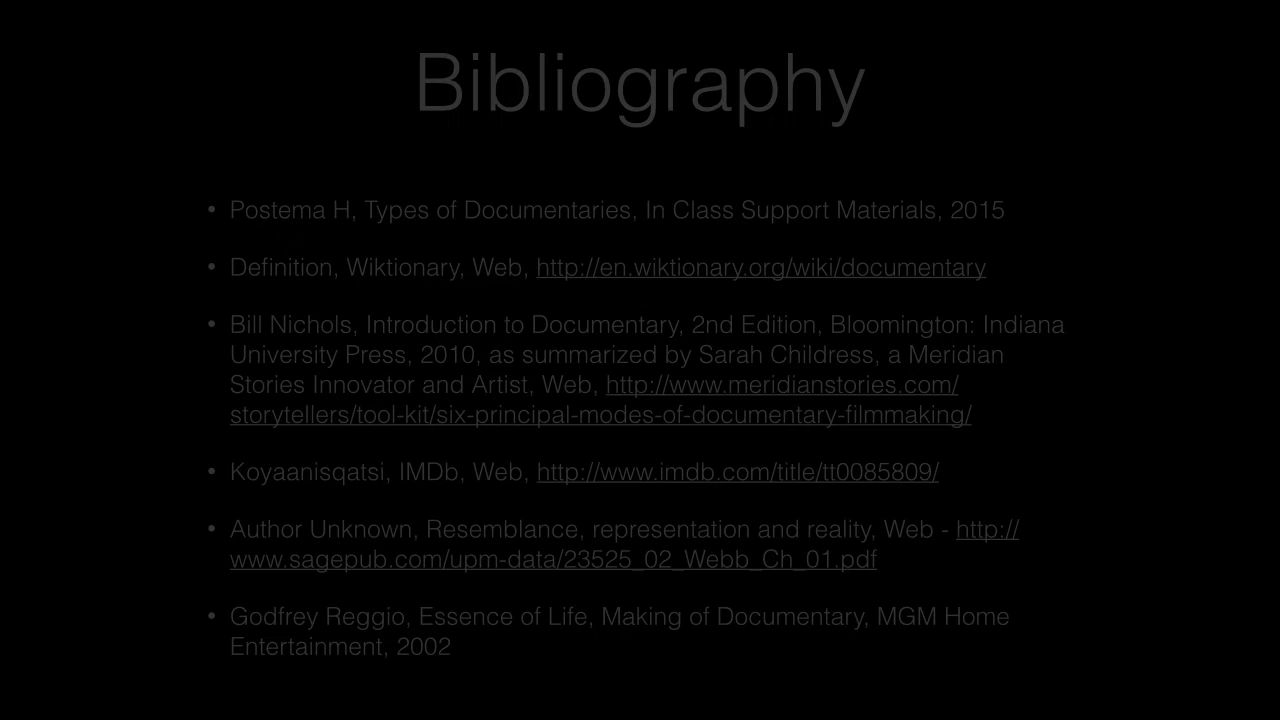 Bibliography
• Postema H, Types of Documentaries, In Class Support Materials, 2015
• Definition, Wiktionary, Web, http://en.wiktionary.org/wiki/documentary
• Bill Nichols, Introduction to Documentary, 2nd Edition, Bloomington: Indiana
University Press, 2010, as summarized by Sarah Childress, a Meridian
Stories Innovator and Artist, Web, http://www.meridianstories.com/
storytellers/tool-kit/six-principal-modes-of-documentary-filmmaking/
• Koyaanisqatsi, IMDb, Web, http://www.imdb.com/title/tt0085809/
• Author Unknown, Resemblance, representation and reality, Web - http://
www.sagepub.com/upm-data/23525_02_Webb_Ch_01.pdf
• Godfrey Reggio, Essence of Life, Making of Documentary, MGM Home
Entertainment, 2002